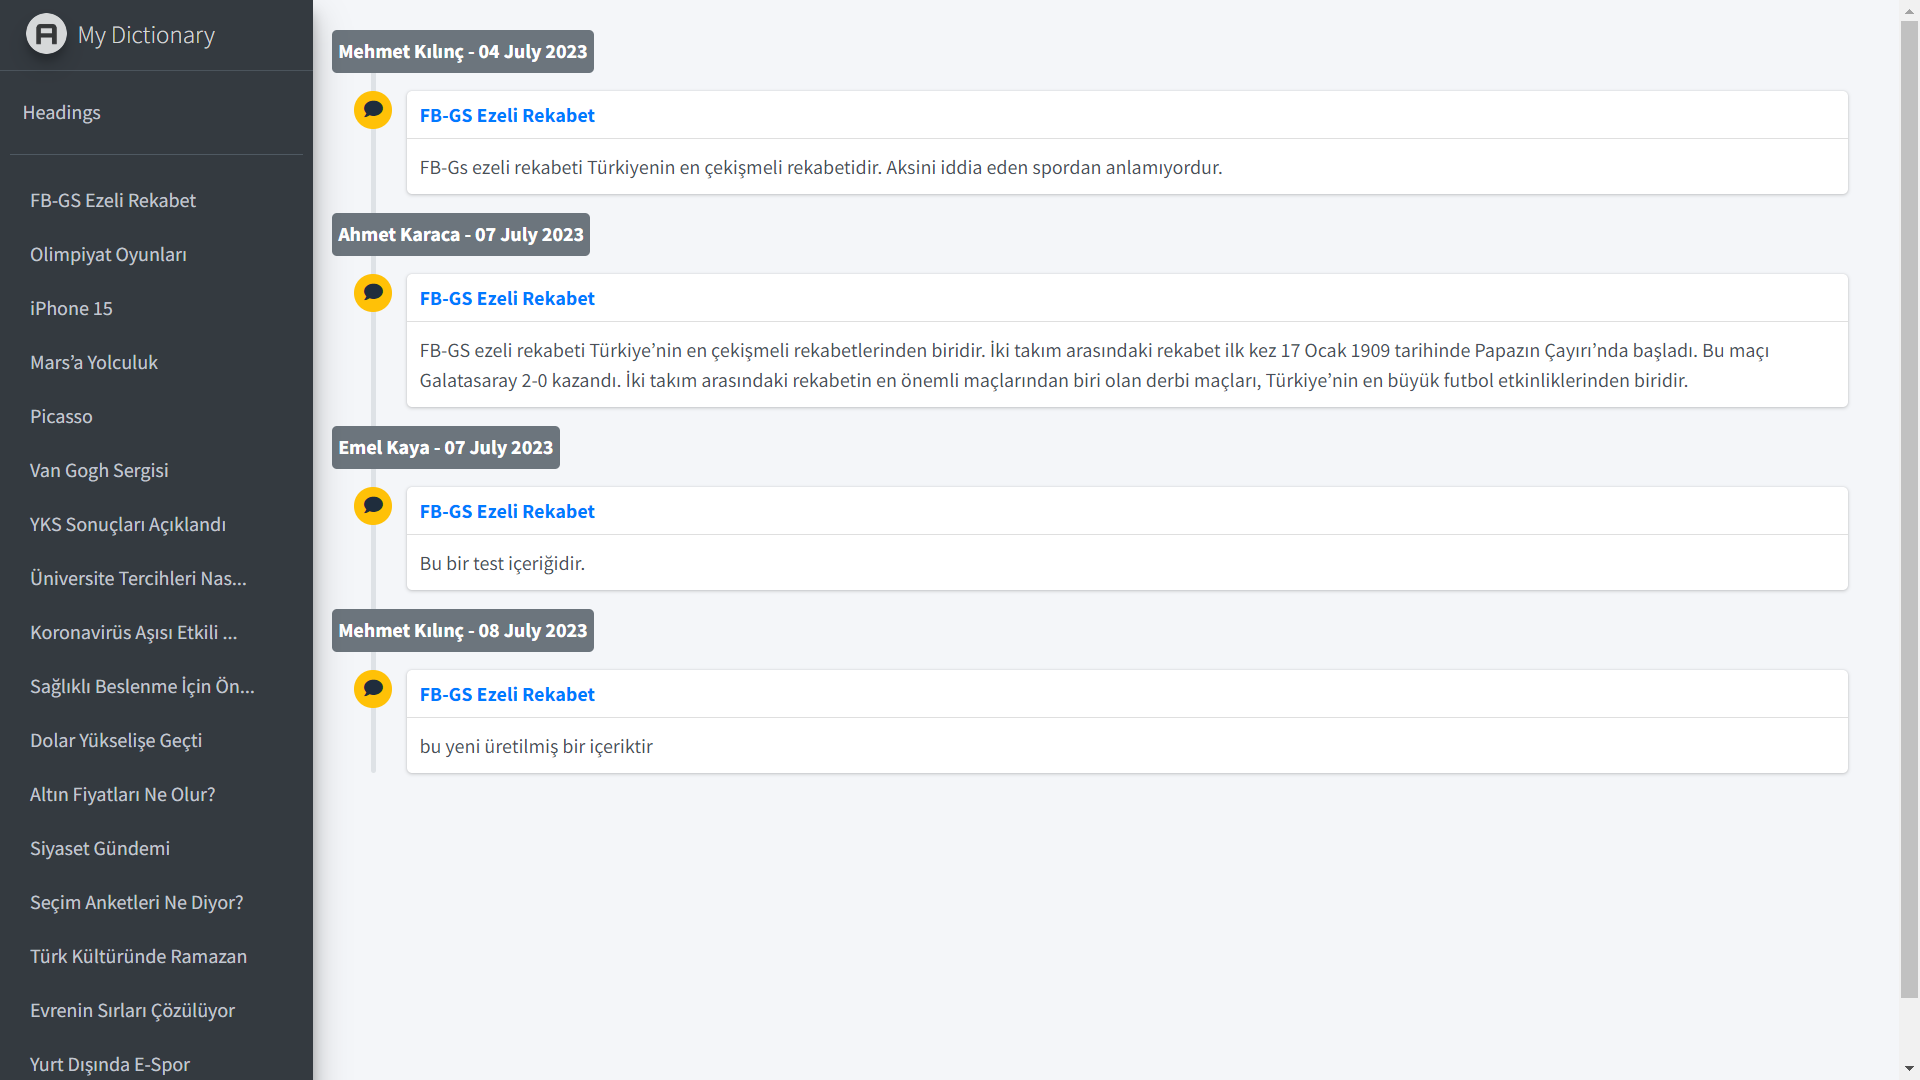 My Dictionary
Headings
FB-GS Ezeli Rekabet
Olimpiyat Oyunları
iPhone 15
Mars’a Yolculuk
Picasso
Van Gogh Sergisi
YKS Sonuçları Açıklandı
Üniversite Tercihleri Nas...
Koronavirüs Aşısı Etkili ...
Sağlıklı Beslenme İçin Ön...
Dolar Yükselişe Geçti
Altın Fiyatları Ne Olur?
Siyaset Gündemi
Seçim Anketleri Ne Diyor?
Türk Kültüründe Ramazan
Evrenin Sırları Çözülüyor
Yurt Dışında E-Spor
Mehmet Kılınç - 04 July 2023
FB-GS Ezeli Rekabet
FB-Gs ezeli rekabeti Türkiyenin en çekişmeli rekabetidir. Aksini iddia eden spordan anlamıyordur.
Ahmet Karaca - 07 July 2023
FB-GS Ezeli Rekabet
FB-GS ezeli rekabeti Türkiye’nin en çekişmeli rekabetlerinden biridir. İki takım arasındaki rekabet ilk kez 17 Ocak 1909 tarihinde Papazın Çayırı’nda başladı. Bu maçı
Galatasaray 2-0 kazandı. İki takım arasındaki rekabetin en önemli maçlarından biri olan derbi maçları, Türkiye’nin en büyük futbol etkinliklerinden biridir.
Emel Kaya - 07 July 2023
FB-GS Ezeli Rekabet
Bu bir test içeriğidir.
Mehmet Kılınç - 08 July 2023
FB-GS Ezeli Rekabet
bu yeni üretilmiş bir içeriktir